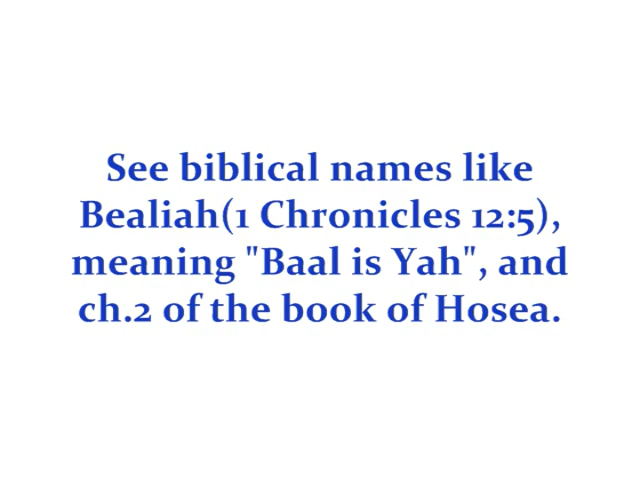 See biblical names like
Bealiah(1 Chronicles 12:5),
meaning "Baal is Yah", and
ch.2 of the book of Hosea.